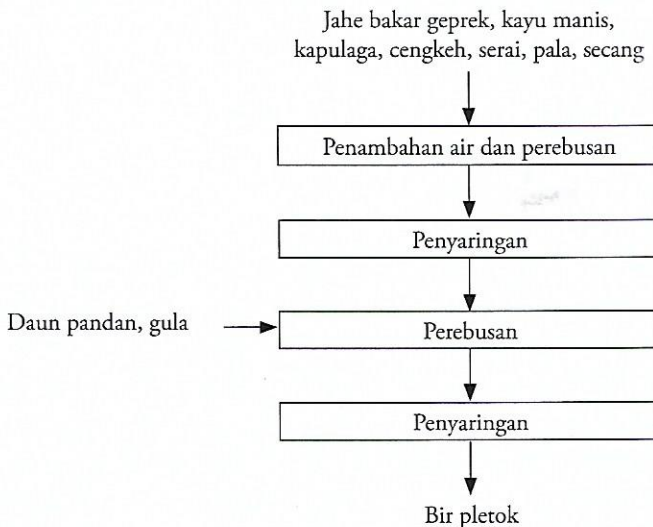 Jahe bakar geprek, kayu manis,
kapulaga, cengkeh, serai, pala, secang
Penambahan air dan perebusan
Penyaringan
Daun pandan, gula
Perebusan
Penyaringan
Bir pletok